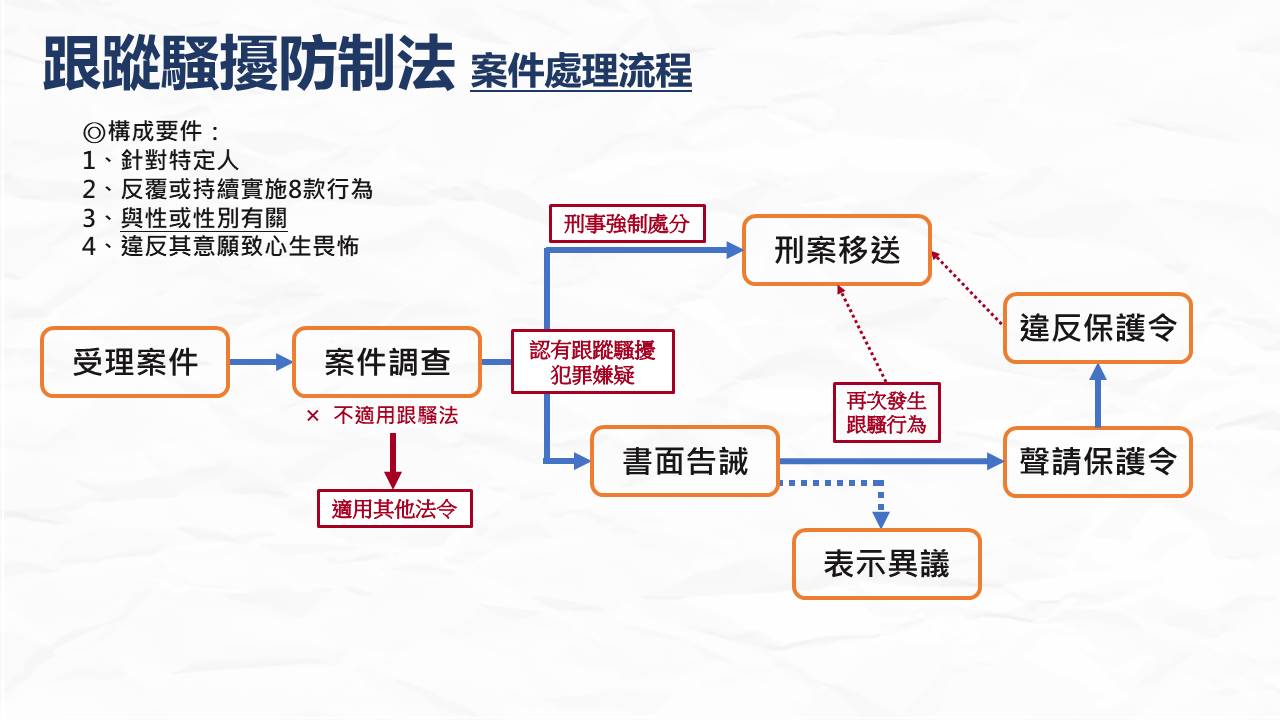 跟蹤騷擾防制法 案件處理流程
◎構成要件：
1、針對特定人
2、反覆或持續實施8款行為
3、與性或性別有關
4、違反其意願致心生畏怖
刑事強制處分
刑案移送
違反保護令
受理案件
案件調查
認有跟蹤騷擾
犯罪嫌疑
× 不適用跟騷法
再次發生
跟騷行為
書面告誡
聲請保護令
適用其他法令
表示異議